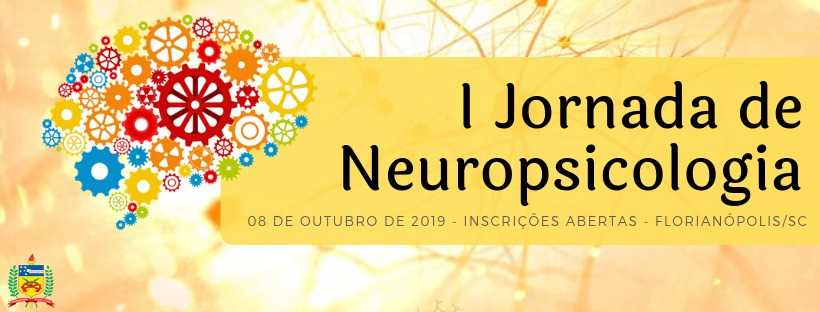 I Jornada de
Neuropsicologia
08 DE OUTUBRO DE 2019 - INSCRIÇÕES ABERTAS - FLORIANÓPOLIS/SC